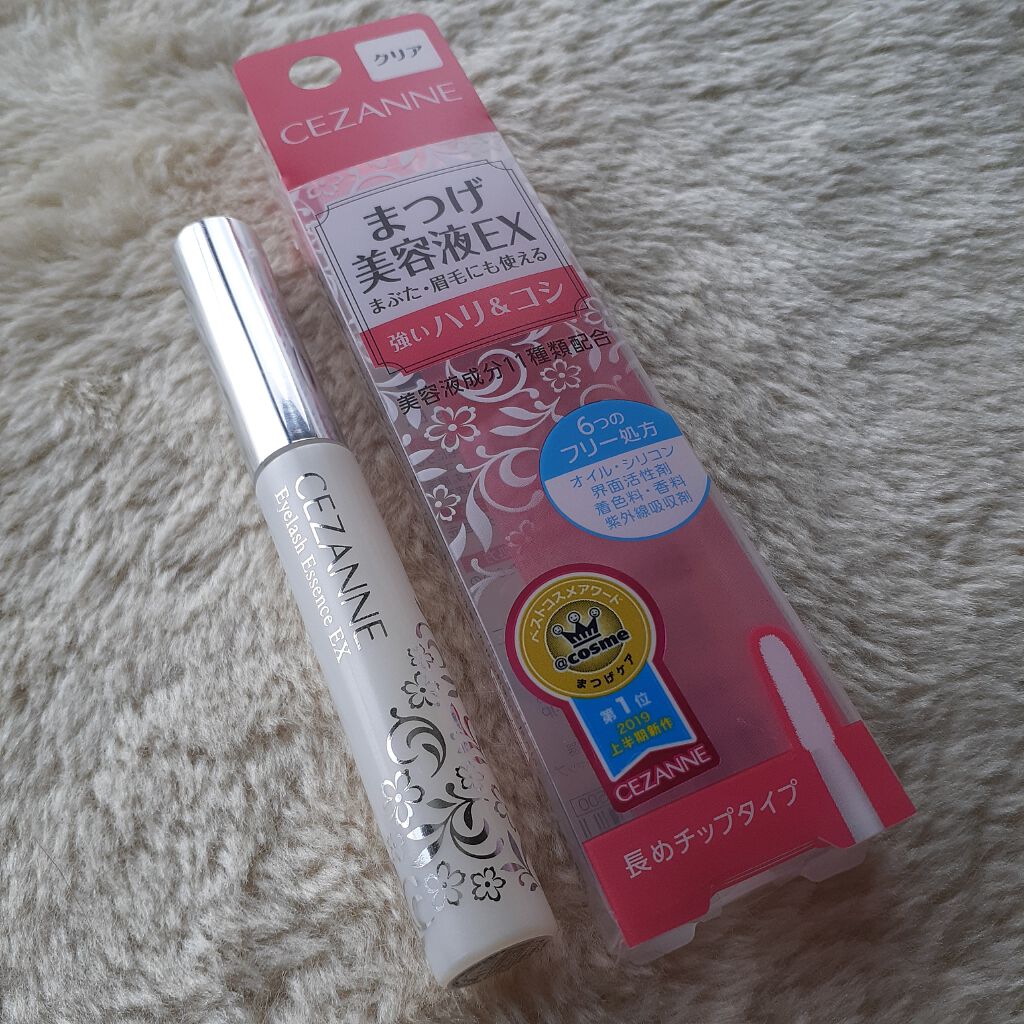 クリア
CEZANNE
まつげ
美容液EX
まぶた・眉毛にも使える
強いハリ&コシ
美容液成分11種類配合
6つの
フリー処方
オイル・シリコン
界面活性剤
着色料・香料
紫外線吸収剤
ベストコスメアワード
@cosme
まつげケア
第1位
2019
上半期新作
CEZANNE
長めチップタイプ
CEZANNE
Eyelash Essence EX